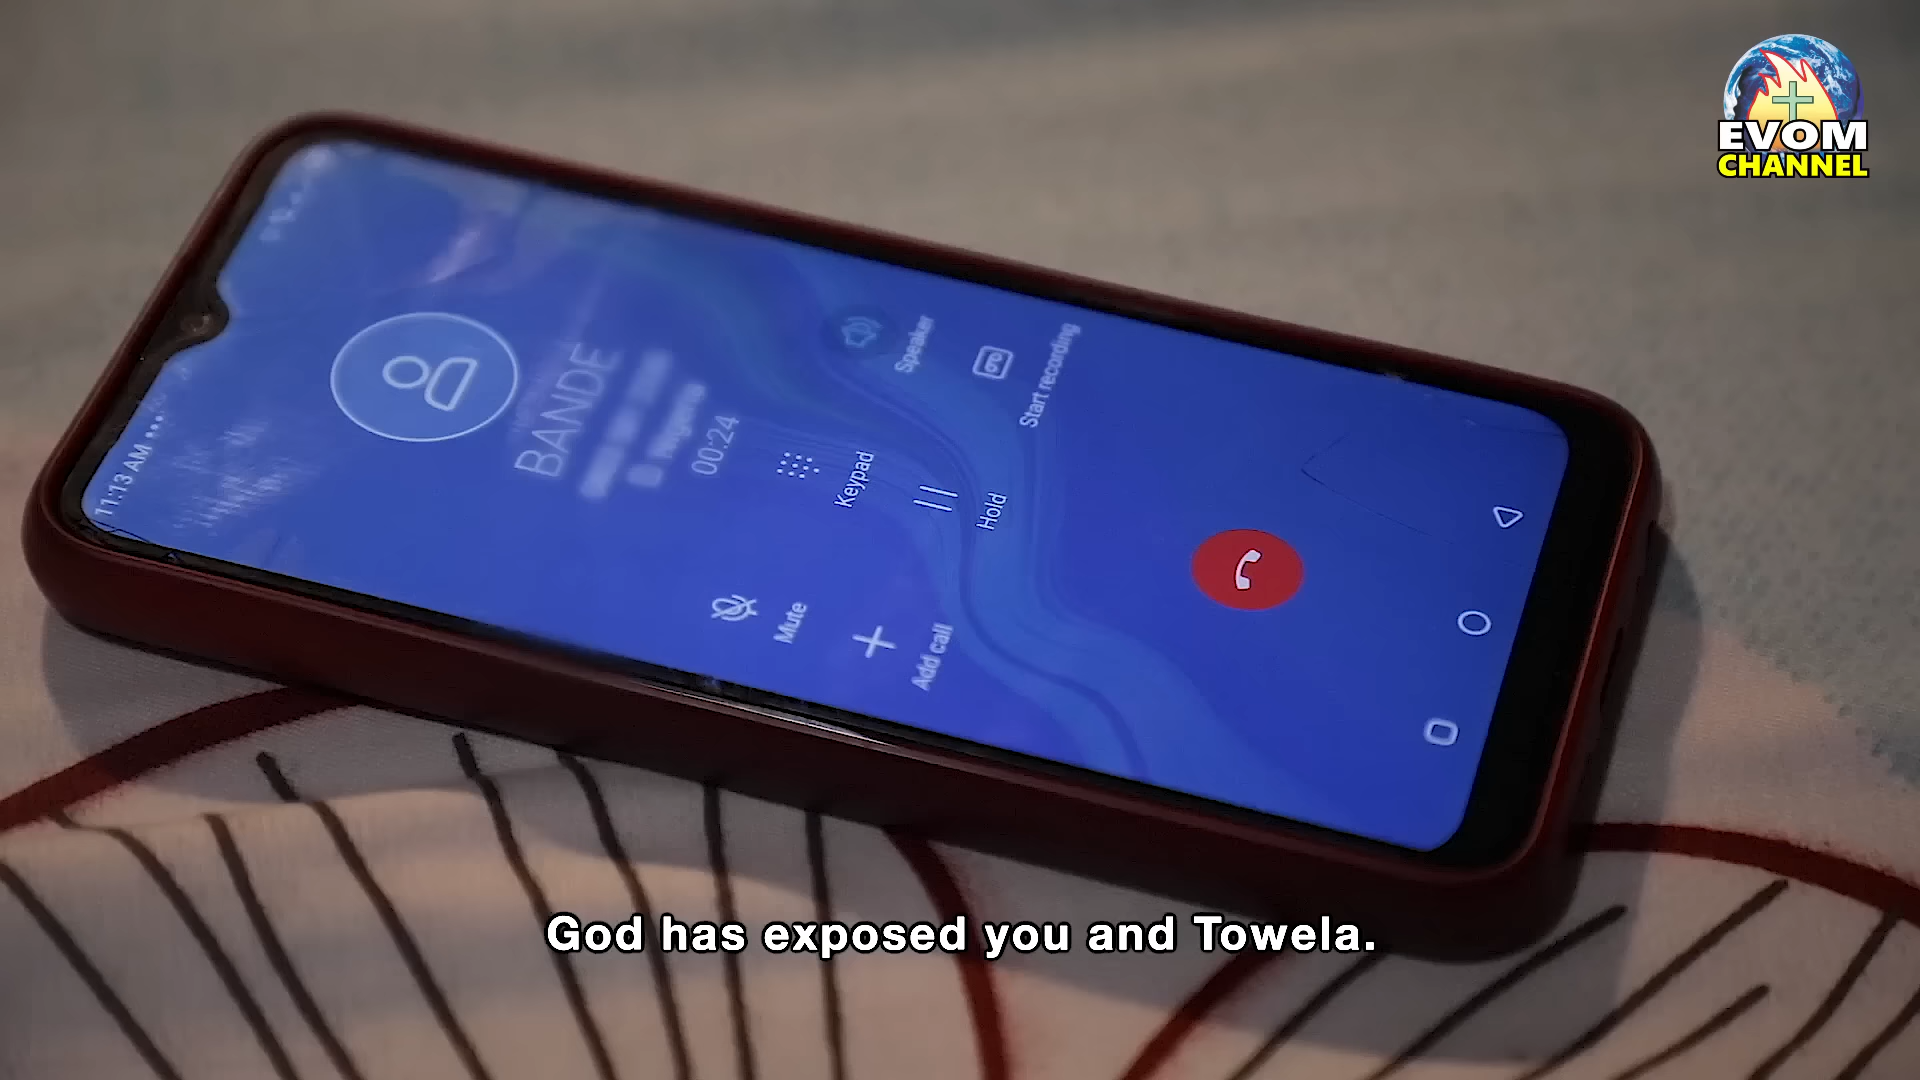 EVOM
CHANNEL
11:13 AM
BANDE
00:24
Speaker
Start recording
Keypad
Hold
Mute
Add call
God has exposed you and Towela.